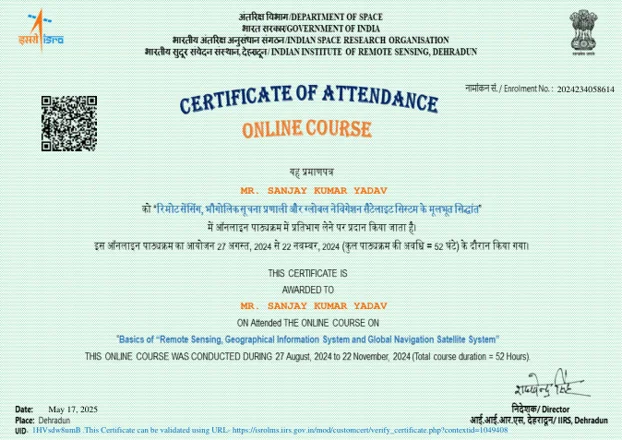 अंतरिक्ष विभाग/DEPARTMENT OF SPACE
भारत सरकार/GOVERNMENT OF INDIA
भारतीय अंतरिक्ष अनुसंधान संगठन/INDIAN SPACE RESEARCH ORGANISATION
भारतीय सुदूर संवेदन संस्थान, देहरादून/ INDIAN INSTITUTE OF REMOTE SENSING, DEHRADUN
इसरो isro
नामांकन सं. / Enrolment No. : 2024234058614
CERTIFICATE OF ATTENDANCE
ONLINE COURSE
यह प्रमाणपत्र
MR. SANJAY KUMAR YADAV
को "रिमोट सेंसिंग, भौगोलिक सूचना प्रणाली और ग्लोबल नेविगेशन सैटेलाइट सिस्टम के मूलभूत सिद्धांत"
में ऑनलाइन पाठ्यक्रम में प्रतिभाग लेने पर प्रदान किया जाता है।
इस ऑनलाइन पाठ्यक्रम का आयोजन 27 अगस्त, 2024 से 22 नवम्बर, 2024 (कुल पाठ्यक्रम की अवधि = 52 घंटे) के दौरान किया गया।
THIS CERTIFICATE IS
AWARDED TO
MR. SANJAY KUMAR YADAV
ON Attended THE ONLINE COURSE ON
"Basics of “Remote Sensing, Geographical Information System and Global Navigation Satellite System”
THIS ONLINE COURSE WAS CONDUCTED DURING 27 August, 2024 to 22 November, 2024 (Total course duration = 52 Hours).
Date: May 17, 2025
Place: Dehradun
निदेशक/ Director
आई.आई.आर.एस, देहरादून/ IIRS, Dehradun
UID: 1HVsdw8smB .This Certificate can be validated using URL- https://isrolms.iirs.gov.in/mod/customcert/verify_certificate.php?contextid=1049408